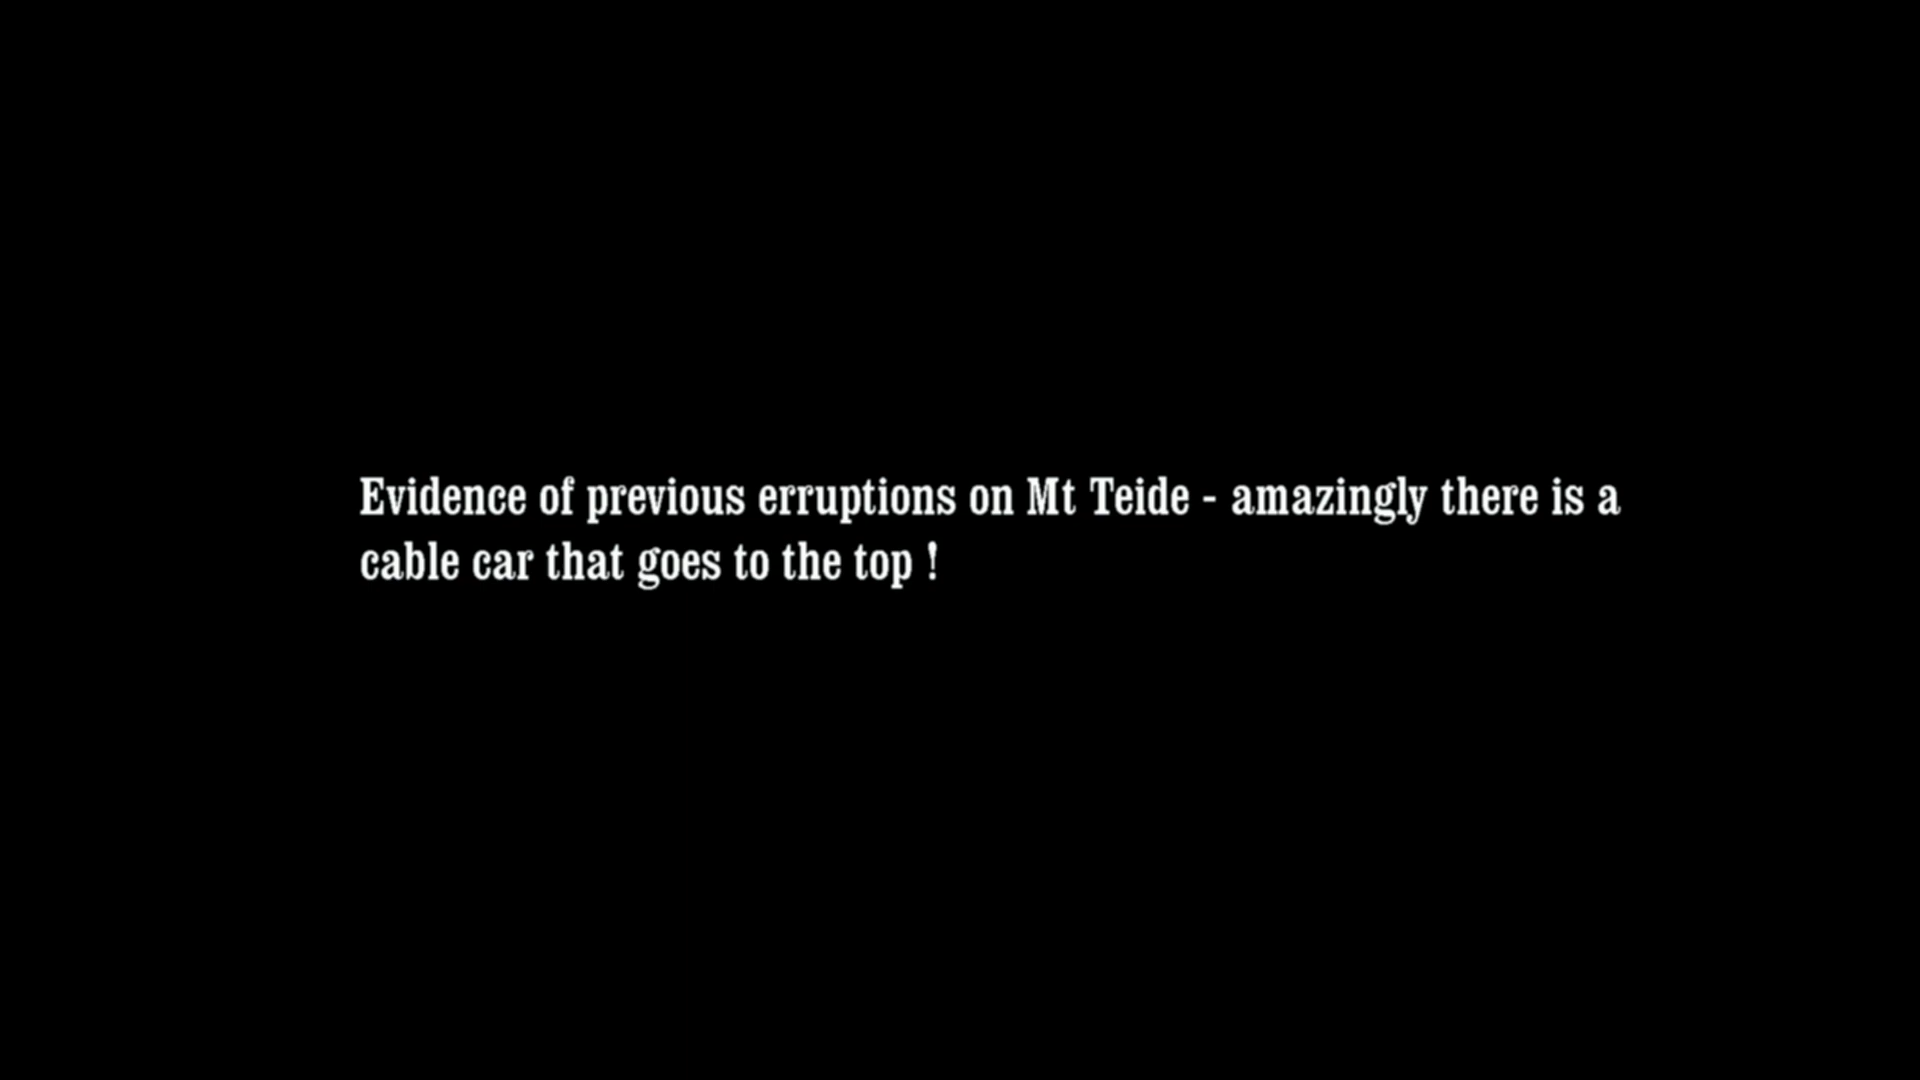 Evidence of previous erruptions on Mt Teide - amazingly there is a
cable car that goes to the top !